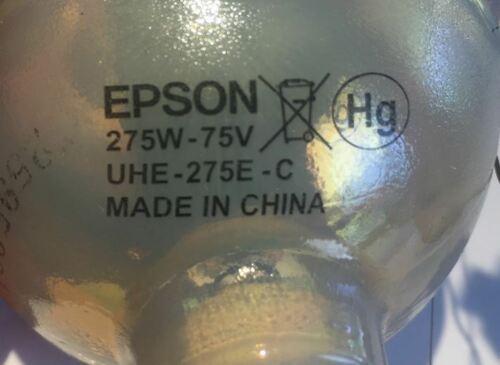 EPSON Hg
275W-75V
UHE-275E-C
MADE IN CHINA